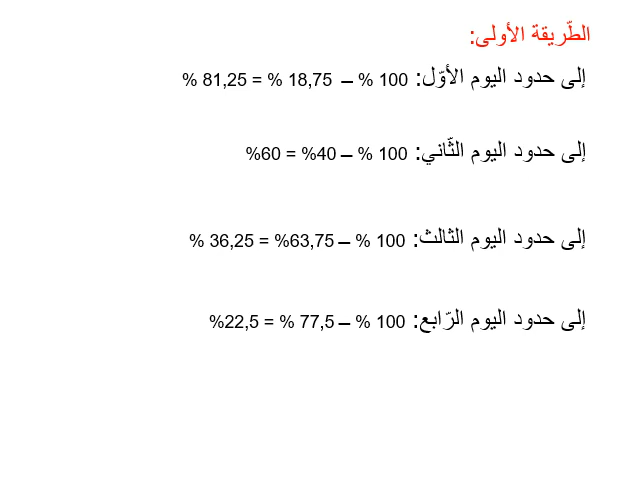 الطّريقة الأولى:
إلى حدود اليوم الأوّل: 100 % – 18,75 % = 81,25 %
إلى حدود اليوم الثّاني: 100 % – 40% = 60%
إلى حدود اليوم الثالث: 100 % – 63,75% = 36,25 %
إلى حدود اليوم الرّابع: 100 % – 77,5 % = 22,5%